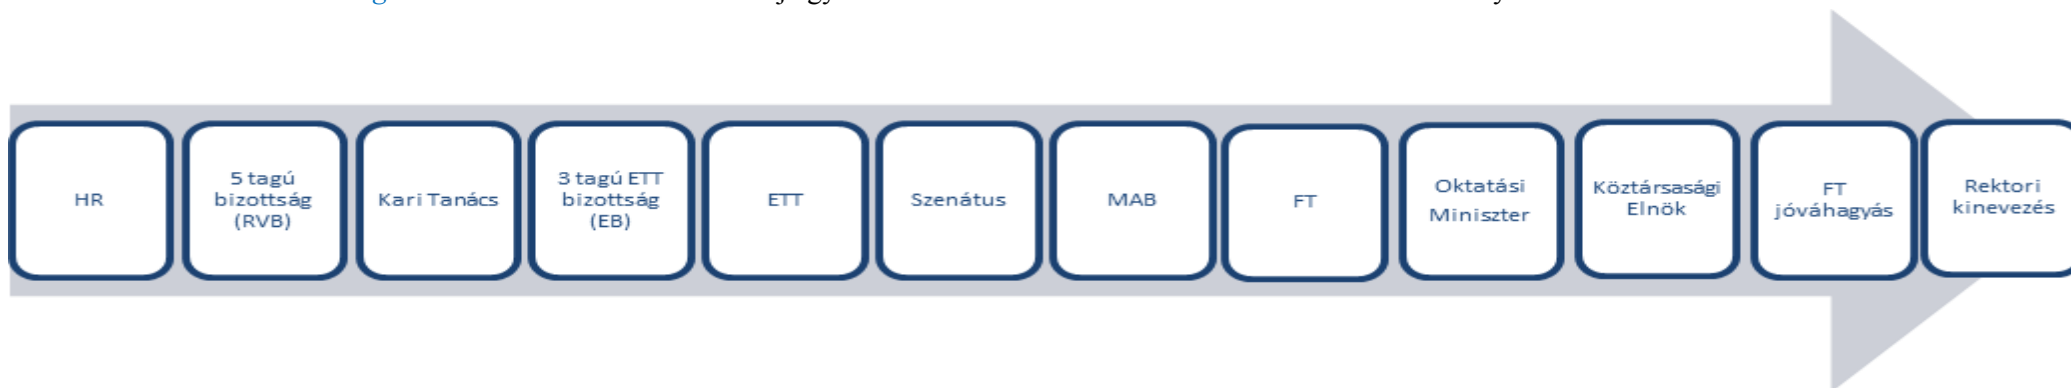 HR
5 tagú
bizottság
(RVB)
Kari Tanács
3 tagú ETT
bizottság
(EB)
ETT
Szenátus
MAB
FT
Oktatási
Miniszter
Köztársasági
Elnök
FT
jóváhagyás
Rektori
kinevezés